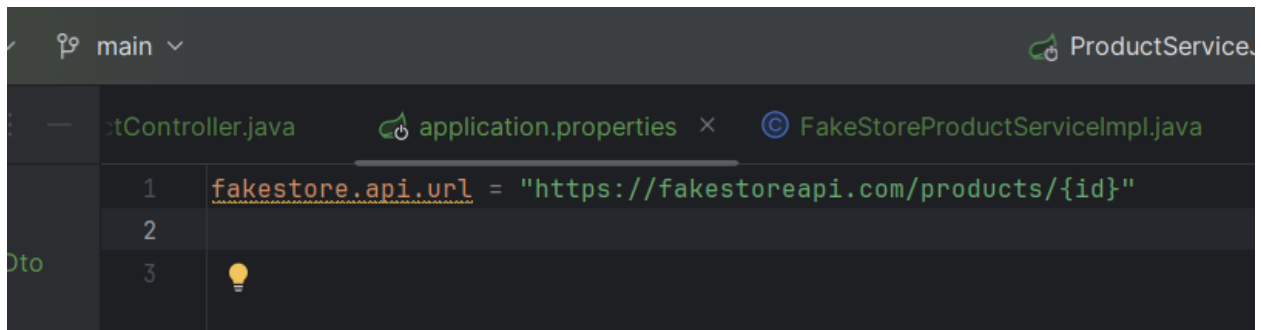 main
ProductServiceJ
ctController.java application.properties FakeStoreProductServiceImpl.java
1 fakestore.api.url = "https://fakestoreapi.com/products/{id}"
2
Dto
3